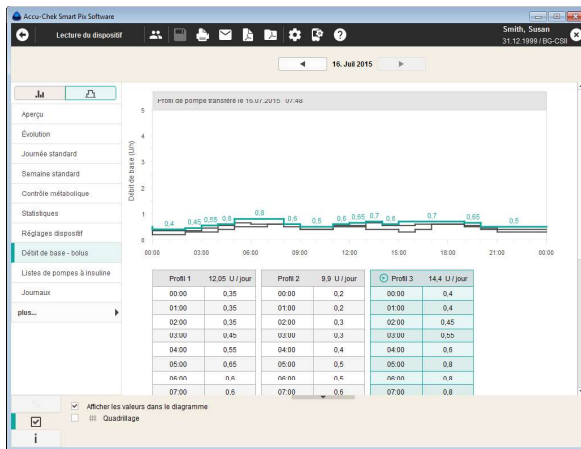 Accu-Chek Smart Pix Software
Lecture du dispositif
Smith, Susan
31.12.1999 / BG-CSII
16. Juil 2015
Aperçu
Évolution
Journée standard
Semaine standard
Contrôle métabolique
Statistiques
Réglages dispositif
Débit de base - bolus
Listes de pompes à insuline
Journaux
plus...
Profil de pompe transféré le 16.07.2015 07:48
Débit de base (U/h)
5
4
3
2
1
0
0,4 0,45 0,55 0,6 0,8 0,6 0,5 0,6 0,65 0,7 0,6 0,7 0,65 0,5
00:00 03:00 06:00 09:00 12:00 15:00 18:00 21:00 00:00
Profil 1 12,05 U / jour Profil 2 9,9 U / jour Profil 3 14,4 U / jour
00:00 0,35 00:00 0,2 00:00 0,4
01:00 0,35 01:00 0,2 01:00 0,4
02:00 0,35 02:00 0,3 02:00 0,45
03:00 0,45 03:00 0,3 03:00 0,55
04:00 0,55 04:00 0,4 04:00 0,6
05:00 0,65 05:00 0,5 05:00 0,8
06:00 0,6 06:00 0,5 06:00 0,8
07:00 0,6 07:00 0,6 07:00 0,8
Afficher les valeurs dans le diagramme
Quadrillage